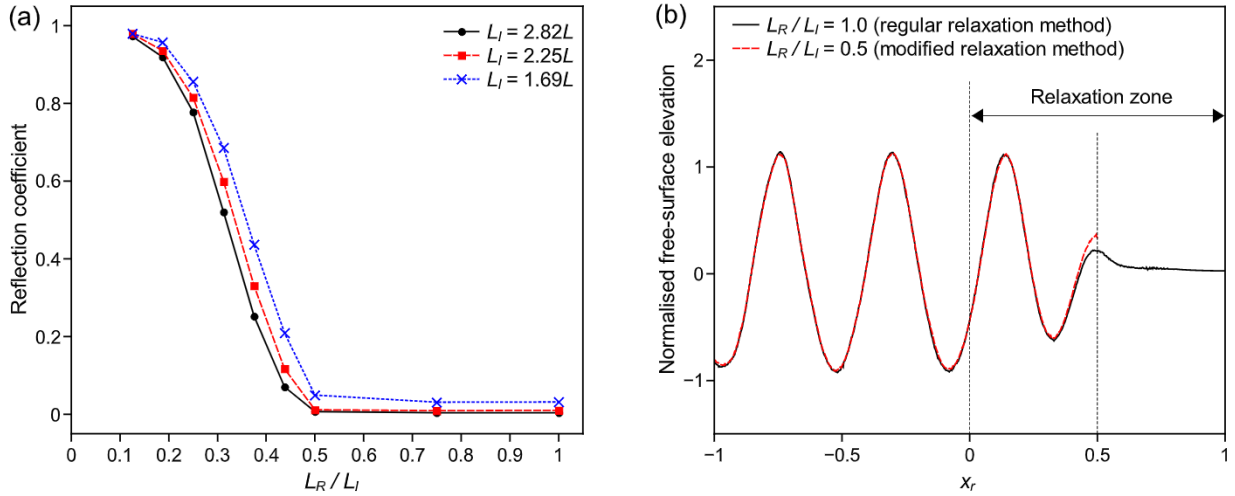 (a)
1
0.8
0.6
0.4
0.2
0
Reflection coefficient
0 0.1 0.2 0.3 0.4 0.5 0.6 0.7 0.8 0.9 1
L_R / L_I
L_I = 2.82L
L_I = 2.25L
L_I = 1.69L
(b)
2
1
0
−1
Normalised free-surface elevation
−1 −0.5 0 0.5 1
x_r
L_R / L_I = 1.0 (regular relaxation method)
L_R / L_I = 0.5 (modified relaxation method)
Relaxation zone